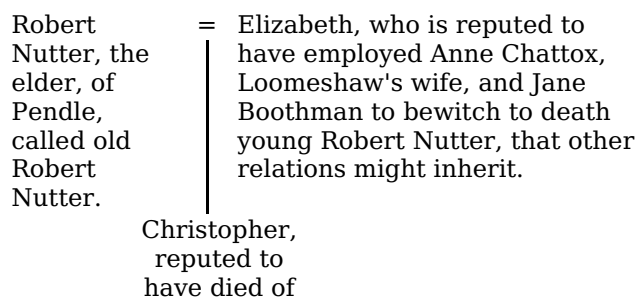 Robert
Nutter, the
elder, of
Pendle,
called old
Robert
Nutter.
=
Elizabeth, who is reputed to
have employed Anne Chattox,
Loomeshaw's wife, and Jane
Boothman to bewitch to death
young Robert Nutter, that other
relations might inherit.
Christopher,
reputed to
have died of